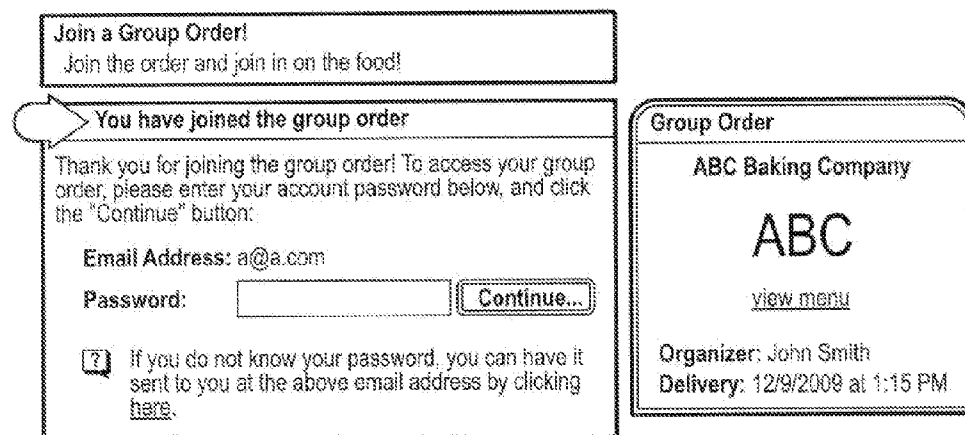 Join a Group Order!
Join the order and join in on the food!
You have joined the group order
Thank you for joining the group order! To access your group
order, please enter your account password below, and click
the "Continue" button:
Email Address: a@a.com
Password:
Continue...
? If you do not know your password, you can have it
sent to you at the above email address by clicking
here.
Group Order
ABC Baking Company
ABC
view menu
Organizer: John Smith
Delivery: 12/9/2009 at 1:15 PM